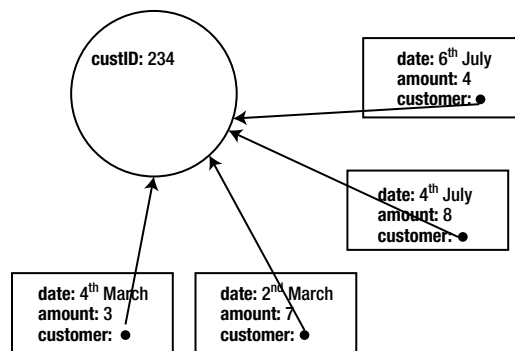 custID: 234
date: 6th July
amount: 4
customer:
date: 4th July
amount: 8
customer:
date: 4th March
amount: 3
customer:
date: 2nd March
amount: 7
customer: